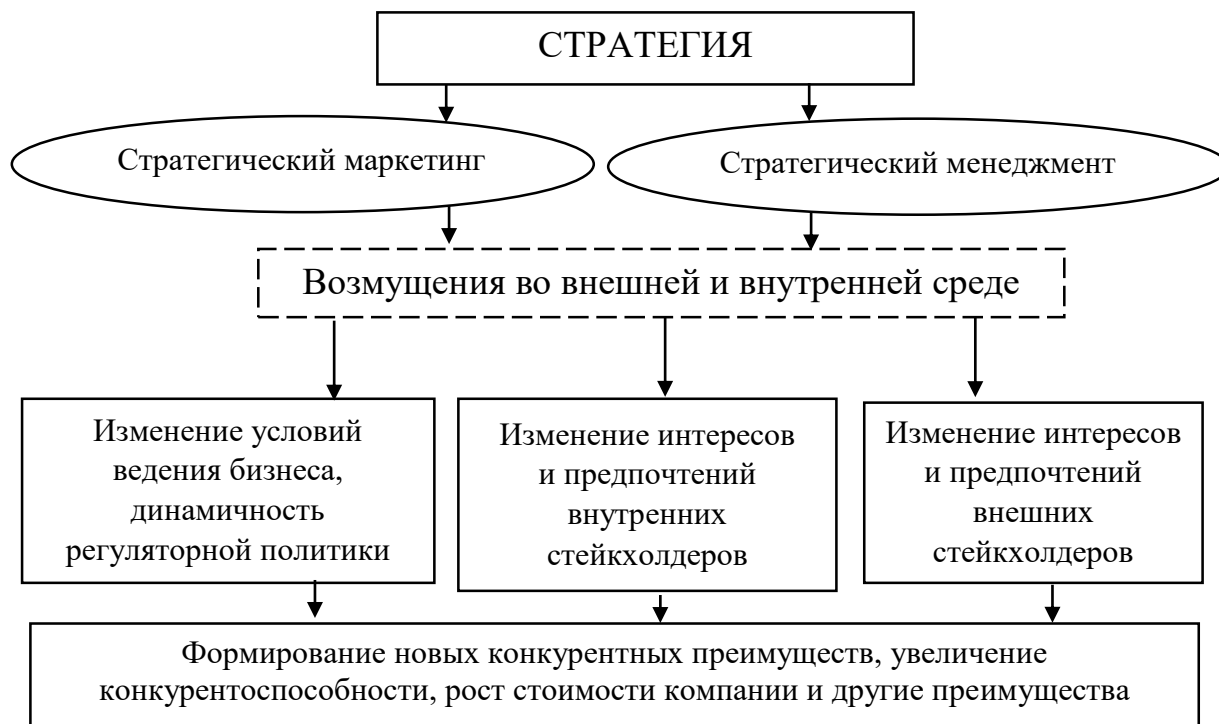 СТРАТЕГИЯ
Стратегический маркетинг
Стратегический менеджмент
Возмущения во внешней и внутренней среде
Изменение условий
ведения бизнеса,
динамичность
регуляторной политики
Изменение интересов
и предпочтений
внутренних
стейкхолдеров
Изменение интересов
и предпочтений
внешних
стейкхолдеров
Формирование новых конкурентных преимуществ, увеличение
конкурентоспособности, рост стоимости компании и другие преимущества